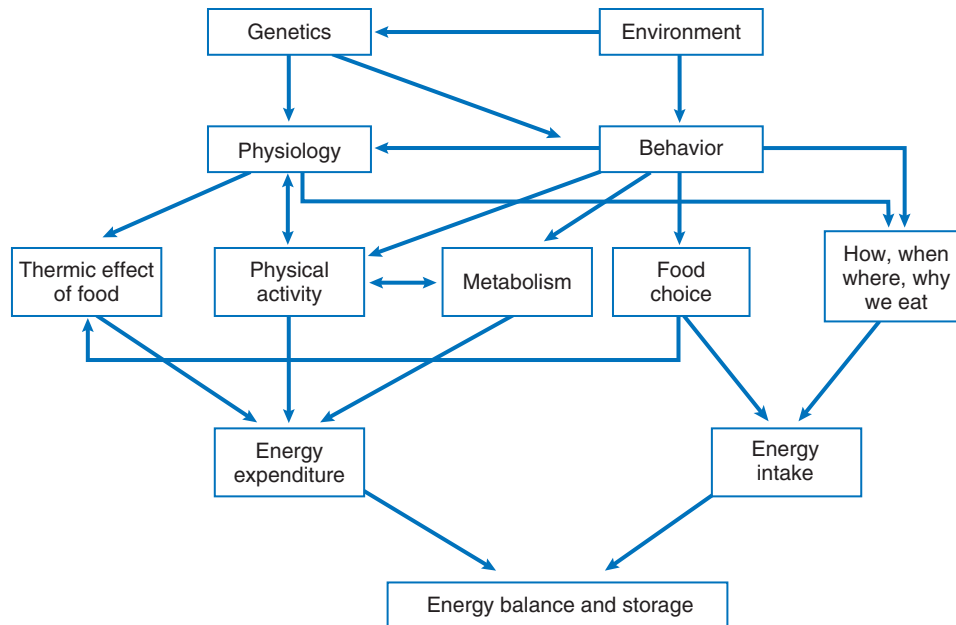 Genetics
Environment
Physiology
Behavior
Thermic effect
of food
Physical
activity
Metabolism
Food
choice
How, when
where, why
we eat
Energy
expenditure
Energy
intake
Energy balance and storage